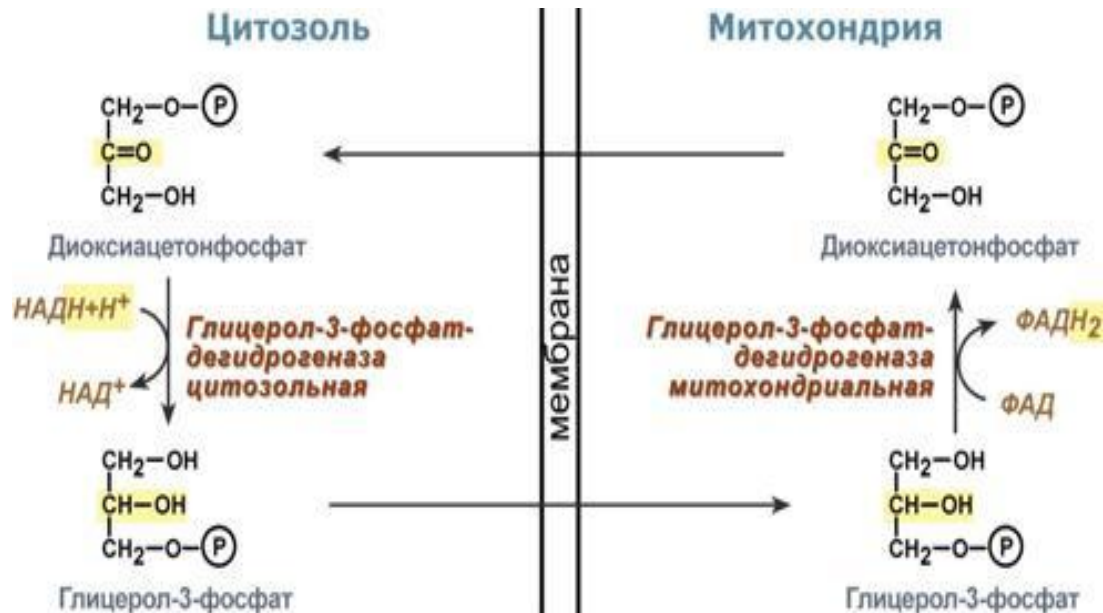 Цитозоль
Митохондрия
CH₂–O–P
C=O
CH₂–OH
Диоксиацетонфосфат
НАДН+Н⁺
НАД⁺
Глицерол-3-фосфат-
дегидрогеназа
цитозольная
CH₂–OH
CH–OH
CH₂–O–P
Глицерол-3-фосфат
мембрана
CH₂–O–P
C=O
CH₂–OH
Диоксиацетонфосфат
Глицерол-3-фосфат-
дегидрогеназа
митохондриальная
ФАДН₂
ФАД
CH₂–OH
CH–OH
CH₂–O–P
Глицерол-3-фосфат